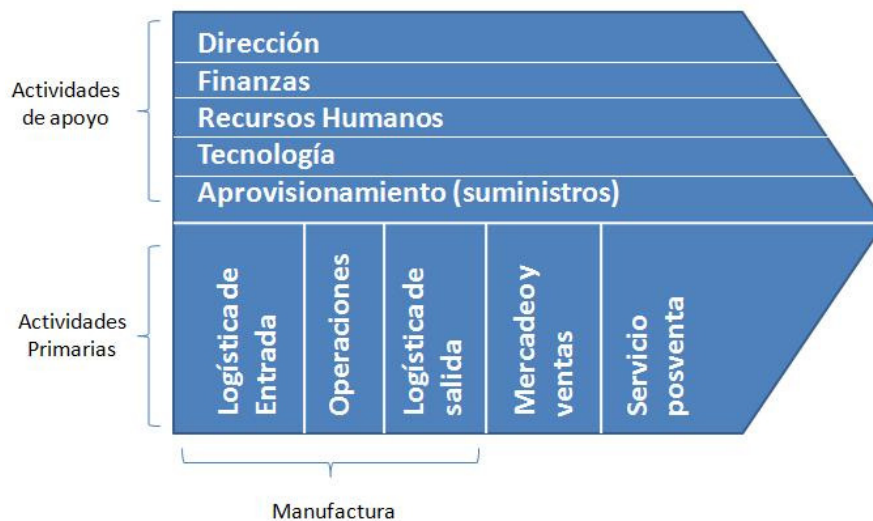 Actividades
de apoyo
Dirección
Finanzas
Recursos Humanos
Tecnología
Aprovisionamiento (suministros)
Actividades
Primarias
Logística de
Entrada
Operaciones
Logística de
salida
Mercadeo y
ventas
Servicio
posventa
Manufactura